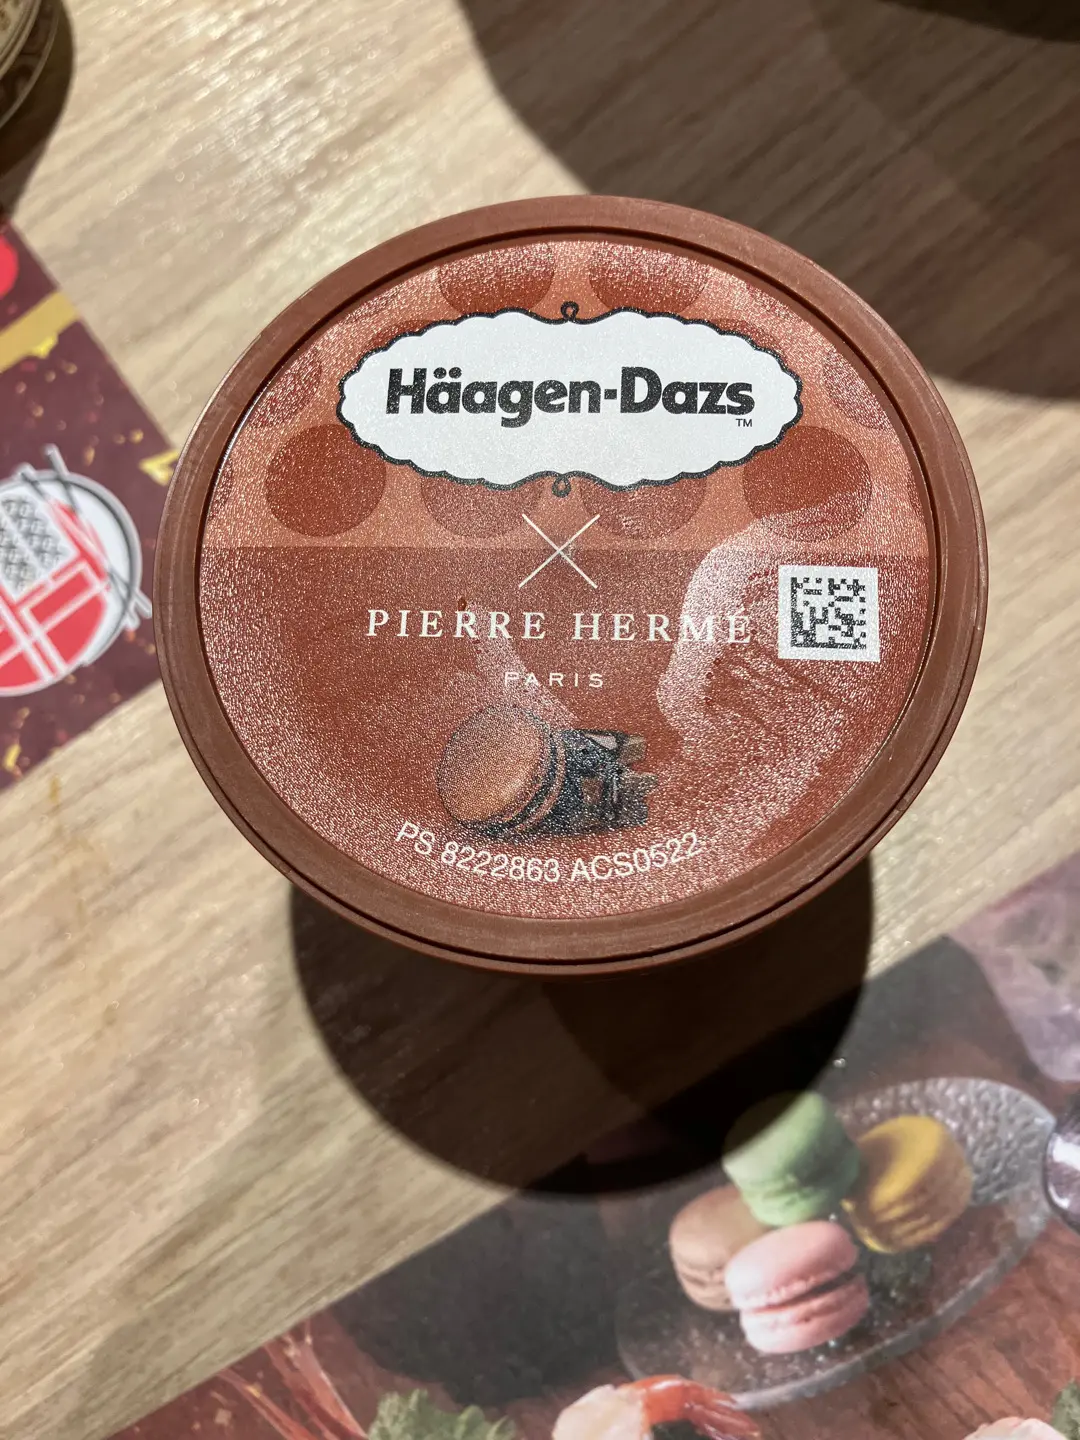 Häagen-Dazs
TM
PIERRE HERMÉ
PARIS
PS 8222863 ACS0522